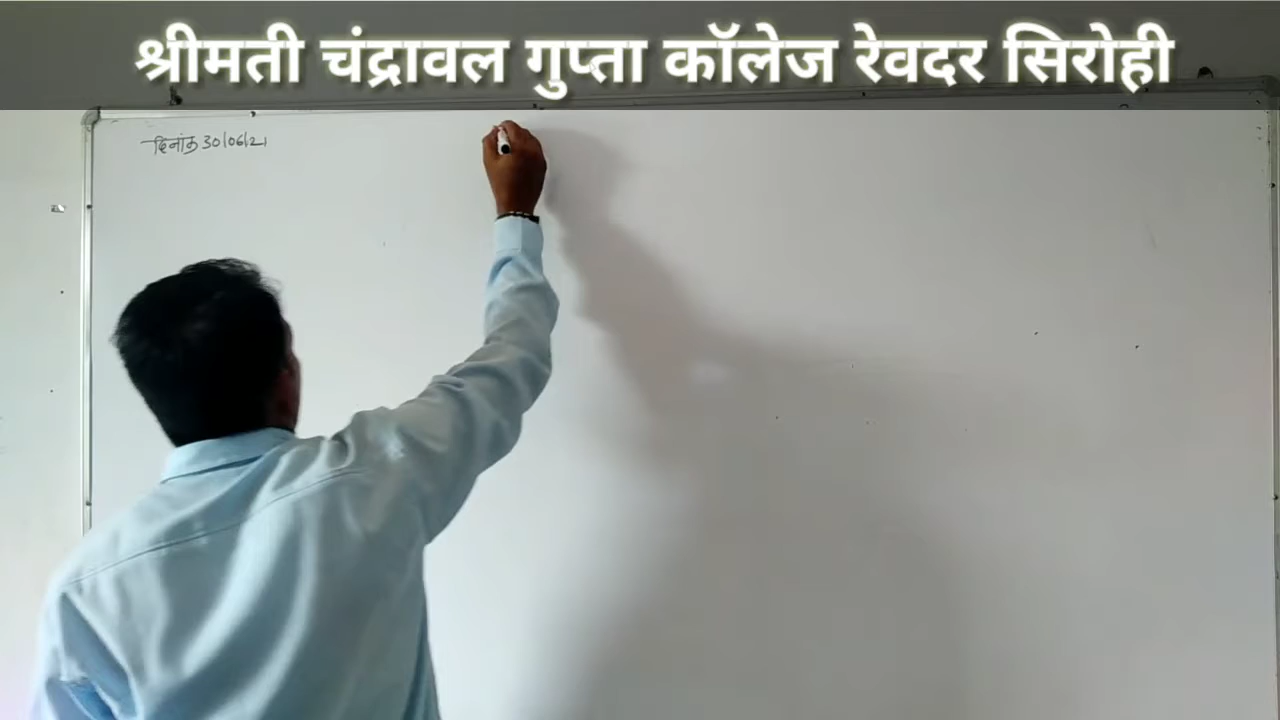 श्रीमती चंद्रावल गुप्ता कॉलेज रेवदर सिरोही
दिनांक 30/06/21